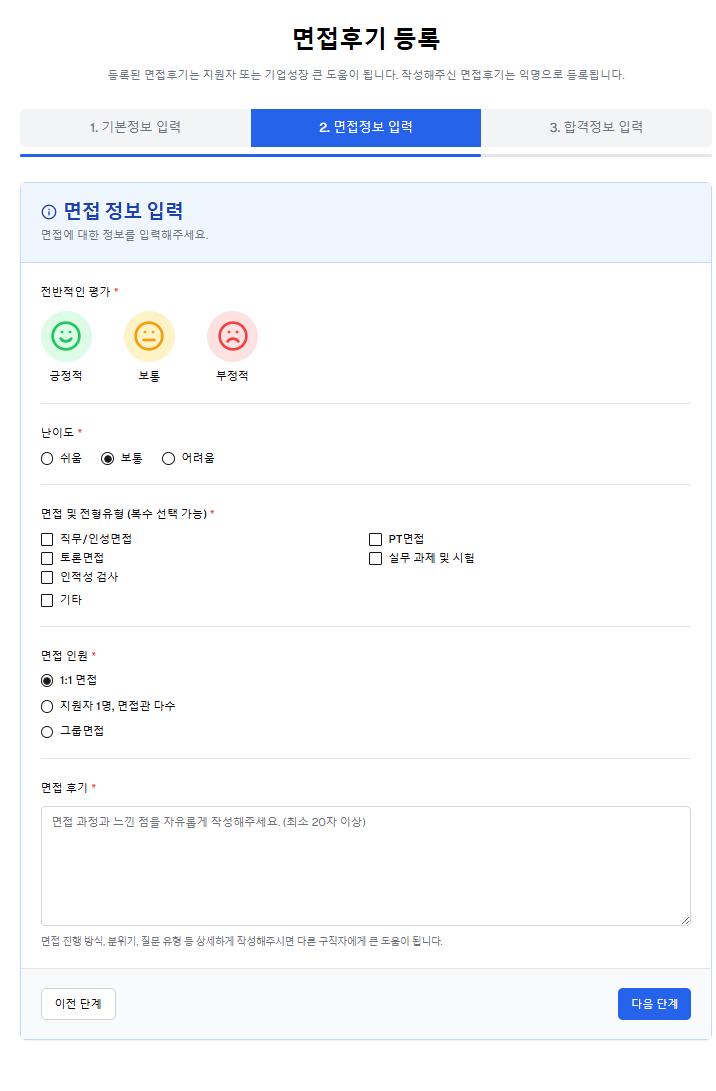 면접후기 등록
등록된 면접후기는 지원자 또는 기업성장 큰 도움이 됩니다. 작성해주신 면접후기는 익명으로 등록됩니다.
1. 기본정보 입력
2. 면접정보 입력
3. 합격정보 입력
면접 정보 입력
면접에 대한 정보를 입력해주세요.
전반적인 평가 *
긍정적
보통
부정적
난이도 *
쉬움
보통
어려움
면접 및 전형유형 (복수 선택 가능) *
직무/인성면접
PT면접
토론면접
실무 과제 및 시험
인적성 검사
기타
면접 인원 *
1:1 면접
지원자 1명, 면접관 다수
그룹면접
면접 후기 *
면접 과정과 느낀 점을 자유롭게 작성해주세요. (최소 20자 이상)
면접 진행 방식, 분위기, 질문 유형 등 상세하게 작성해주시면 다른 구직자에게 큰 도움이 됩니다.
이전 단계
다음 단계